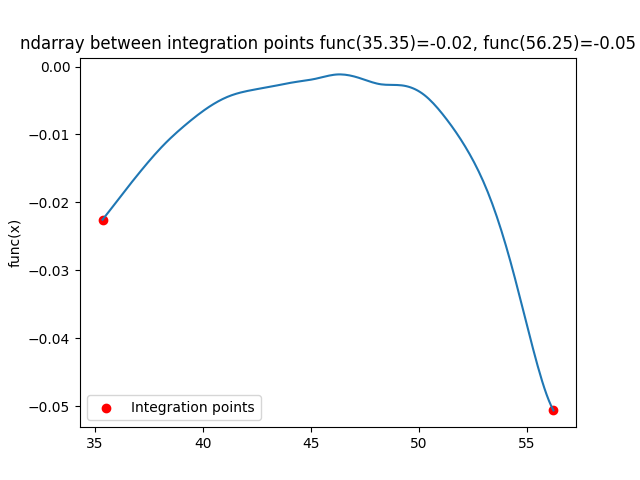 ndarray between integration points func(35.35)=-0.02, func(56.25)=-0.05
0.00
−0.01
−0.02
−0.03
−0.04
−0.05
func(x)
Integration points
35 40 45 50 55